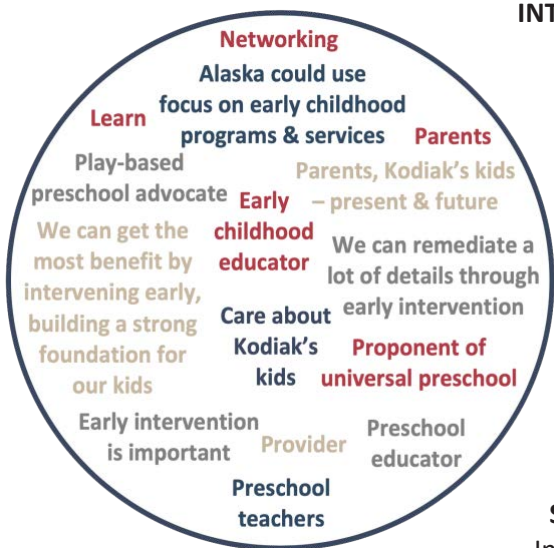 INT
Networking
Alaska could use
focus on early childhood
programs & services
Learn
Parents
Play-based
preschool advocate
Parents, Kodiak's kids
– present & future
Early
childhood
educator
We can get the
most benefit by
intervening early,
building a strong
foundation for
our kids
We can remediate a
lot of details through
early intervention
Care about
Kodiak's
kids
Proponent of
universal preschool
Early intervention
is important
Provider
Preschool
educator
Preschool
teachers
S
In